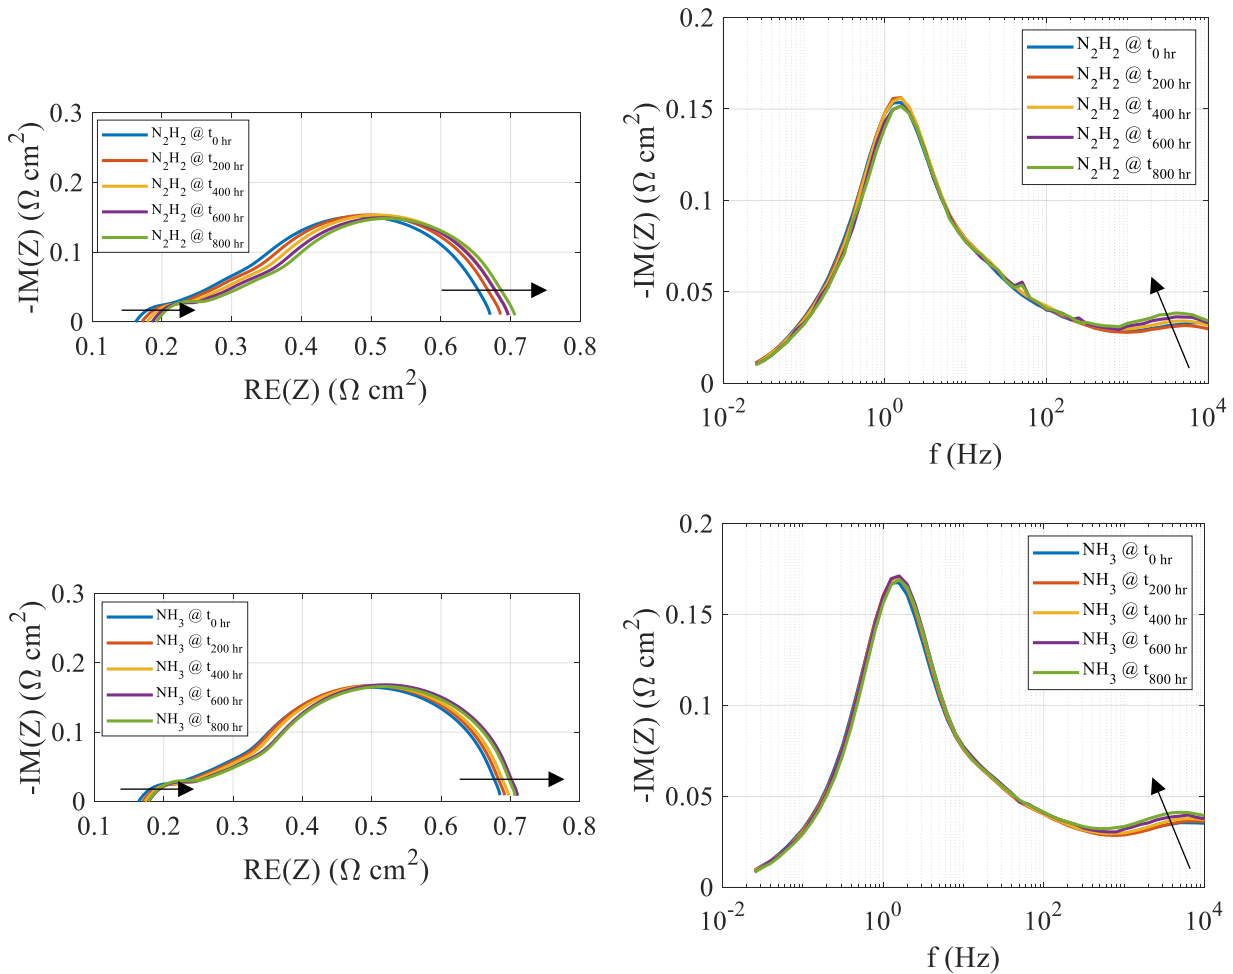 0.3
0.2
0.1
0
-IM(Z) (Ω cm²)
N₂H₂ @ t₀ ₕᵣ
N₂H₂ @ t₂₀₀ ₕᵣ
N₂H₂ @ t₄₀₀ ₕᵣ
N₂H₂ @ t₆₀₀ ₕᵣ
N₂H₂ @ t₈₀₀ ₕᵣ
0.1 0.2 0.3 0.4 0.5 0.6 0.7 0.8
RE(Z) (Ω cm²)
0.2
0.15
0.1
0.05
0
-IM(Z) (Ω cm²)
N₂H₂ @ t₀ ₕᵣ
N₂H₂ @ t₂₀₀ ₕᵣ
N₂H₂ @ t₄₀₀ ₕᵣ
N₂H₂ @ t₆₀₀ ₕᵣ
N₂H₂ @ t₈₀₀ ₕᵣ
10⁻² 10⁰ 10² 10⁴
f (Hz)
0.3
0.2
0.1
0
-IM(Z) (Ω cm²)
NH₃ @ t₀ ₕᵣ
NH₃ @ t₂₀₀ ₕᵣ
NH₃ @ t₄₀₀ ₕᵣ
NH₃ @ t₆₀₀ ₕᵣ
NH₃ @ t₈₀₀ ₕᵣ
0.1 0.2 0.3 0.4 0.5 0.6 0.7 0.8
RE(Z) (Ω cm²)
0.2
0.15
0.1
0.05
0
-IM(Z) (Ω cm²)
NH₃ @ t₀ ₕᵣ
NH₃ @ t₂₀₀ ₕᵣ
NH₃ @ t₄₀₀ ₕᵣ
NH₃ @ t₆₀₀ ₕᵣ
NH₃ @ t₈₀₀ ₕᵣ
10⁻² 10⁰ 10² 10⁴
f (Hz)